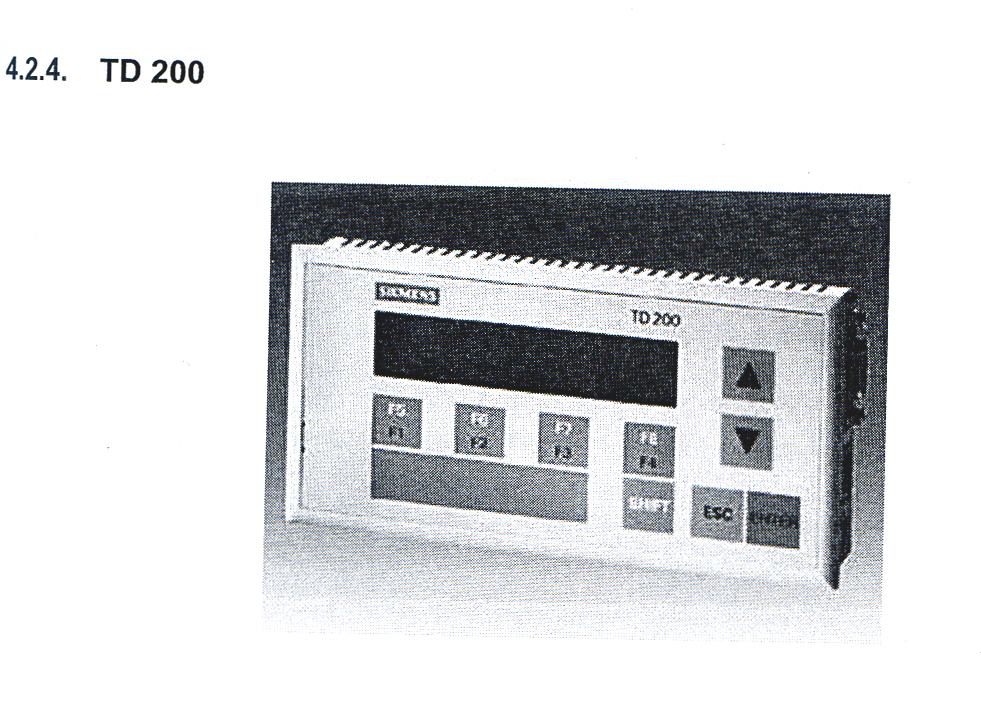 4.2.4. TD 200
SIEMENS
TD 200
F5 F6 F7 F8
F1 F2 F3 F4
SHIFT ESC ENTER